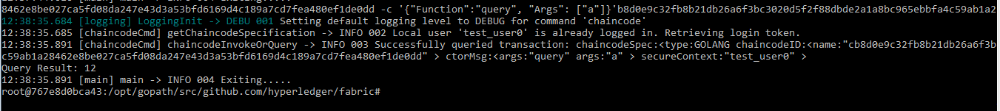 8462e8be027ca5fd08da247e43d3a53bfd6169d4c189a7cd7fea480ef1de0dd -c '{"Function":"query", "Args": ["a"]}'b8d0e9c32fb8b21db26a6f3bc3020d5f2f88dbde2a1a8bc965ebbfa4c59ab1a2
12:38:35.684 [logging] LoggingInit -> DEBU 001 Setting default logging level to DEBUG for command 'chaincode'
12:38:35.685 [chaincodeCmd] getChaincodeSpecification -> INFO 002 Local user 'test_user0' is already logged in. Retrieving login token.
12:38:35.891 [chaincodeCmd] chaincodeInvokeOrQuery -> INFO 003 Successfully queried transaction: chaincodeSpec:<type:GOLANG chaincodeID:<name:"cb8d0e9c32fb8b21db26a6f3b
c59ab1a28462e8be027ca5fd08da247e43d3a53bfd6169d4c189a7cd7fea480ef1de0dd" > ctorMsg:<args:"query" args:"a" > secureContext:"test_user0" >
Query Result: 12
12:38:35.891 [main] main -> INFO 004 Exiting.....
root@767e8d0bca43:/opt/gopath/src/github.com/hyperledger/fabric#